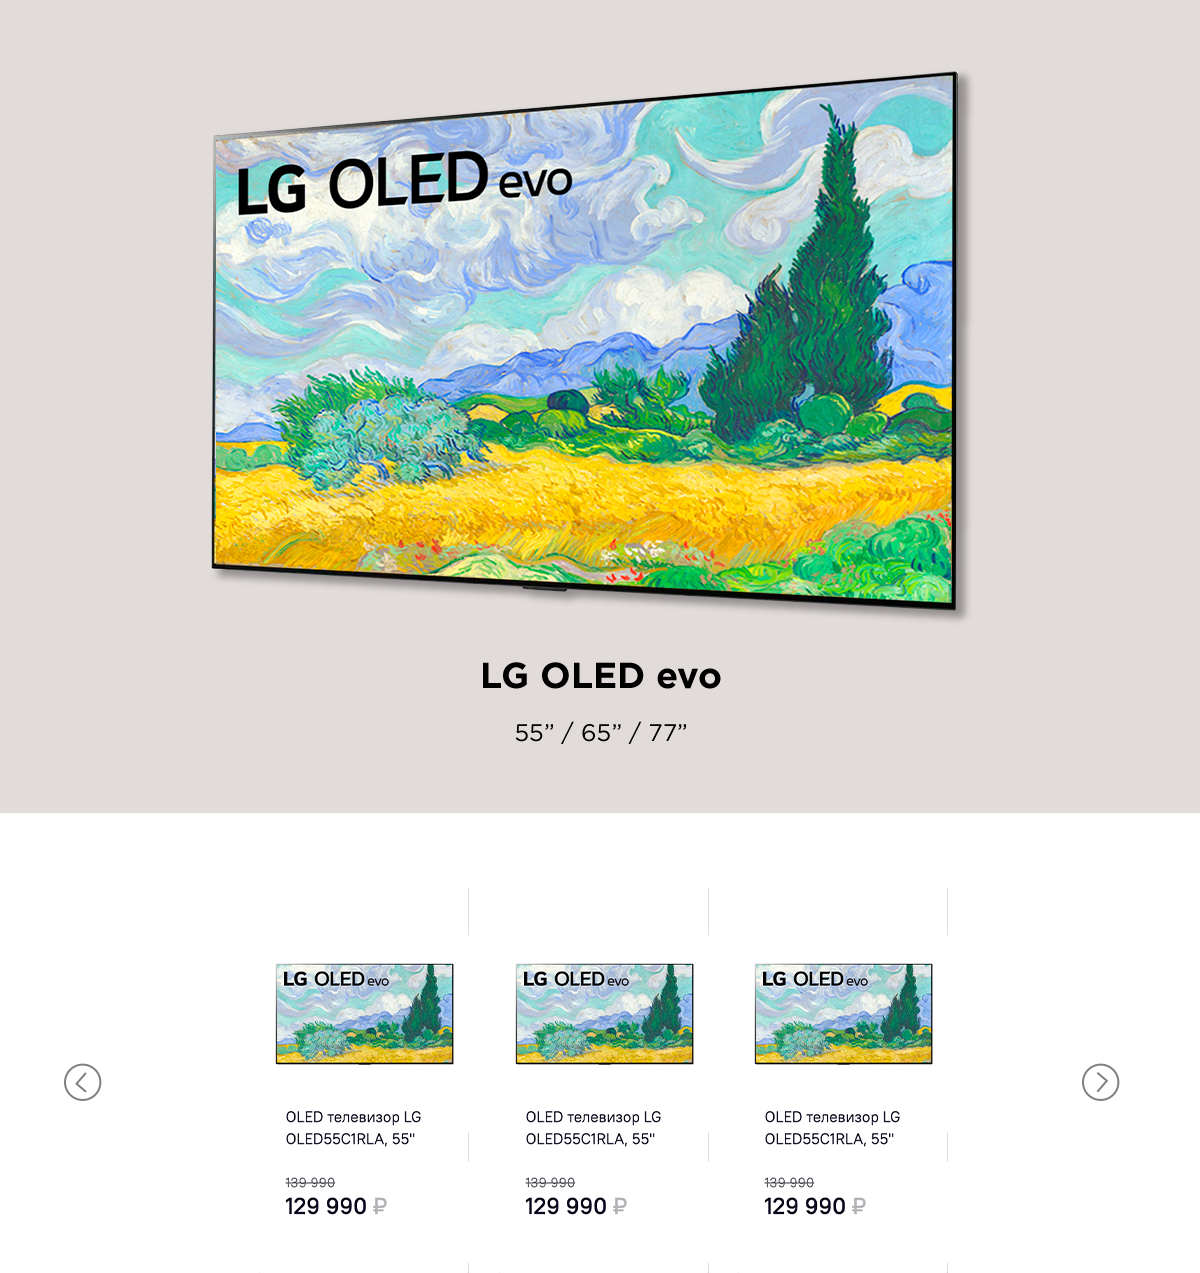 LG OLED evo
LG OLED evo
55” / 65” / 77”
LG OLED evo
LG OLED evo
LG OLED evo
OLED телевизор LG
OLED55C1RLA, 55"
139 990
129 990 ₽
OLED телевизор LG
OLED55C1RLA, 55"
139 990
129 990 ₽
OLED телевизор LG
OLED55C1RLA, 55"
139 990
129 990 ₽